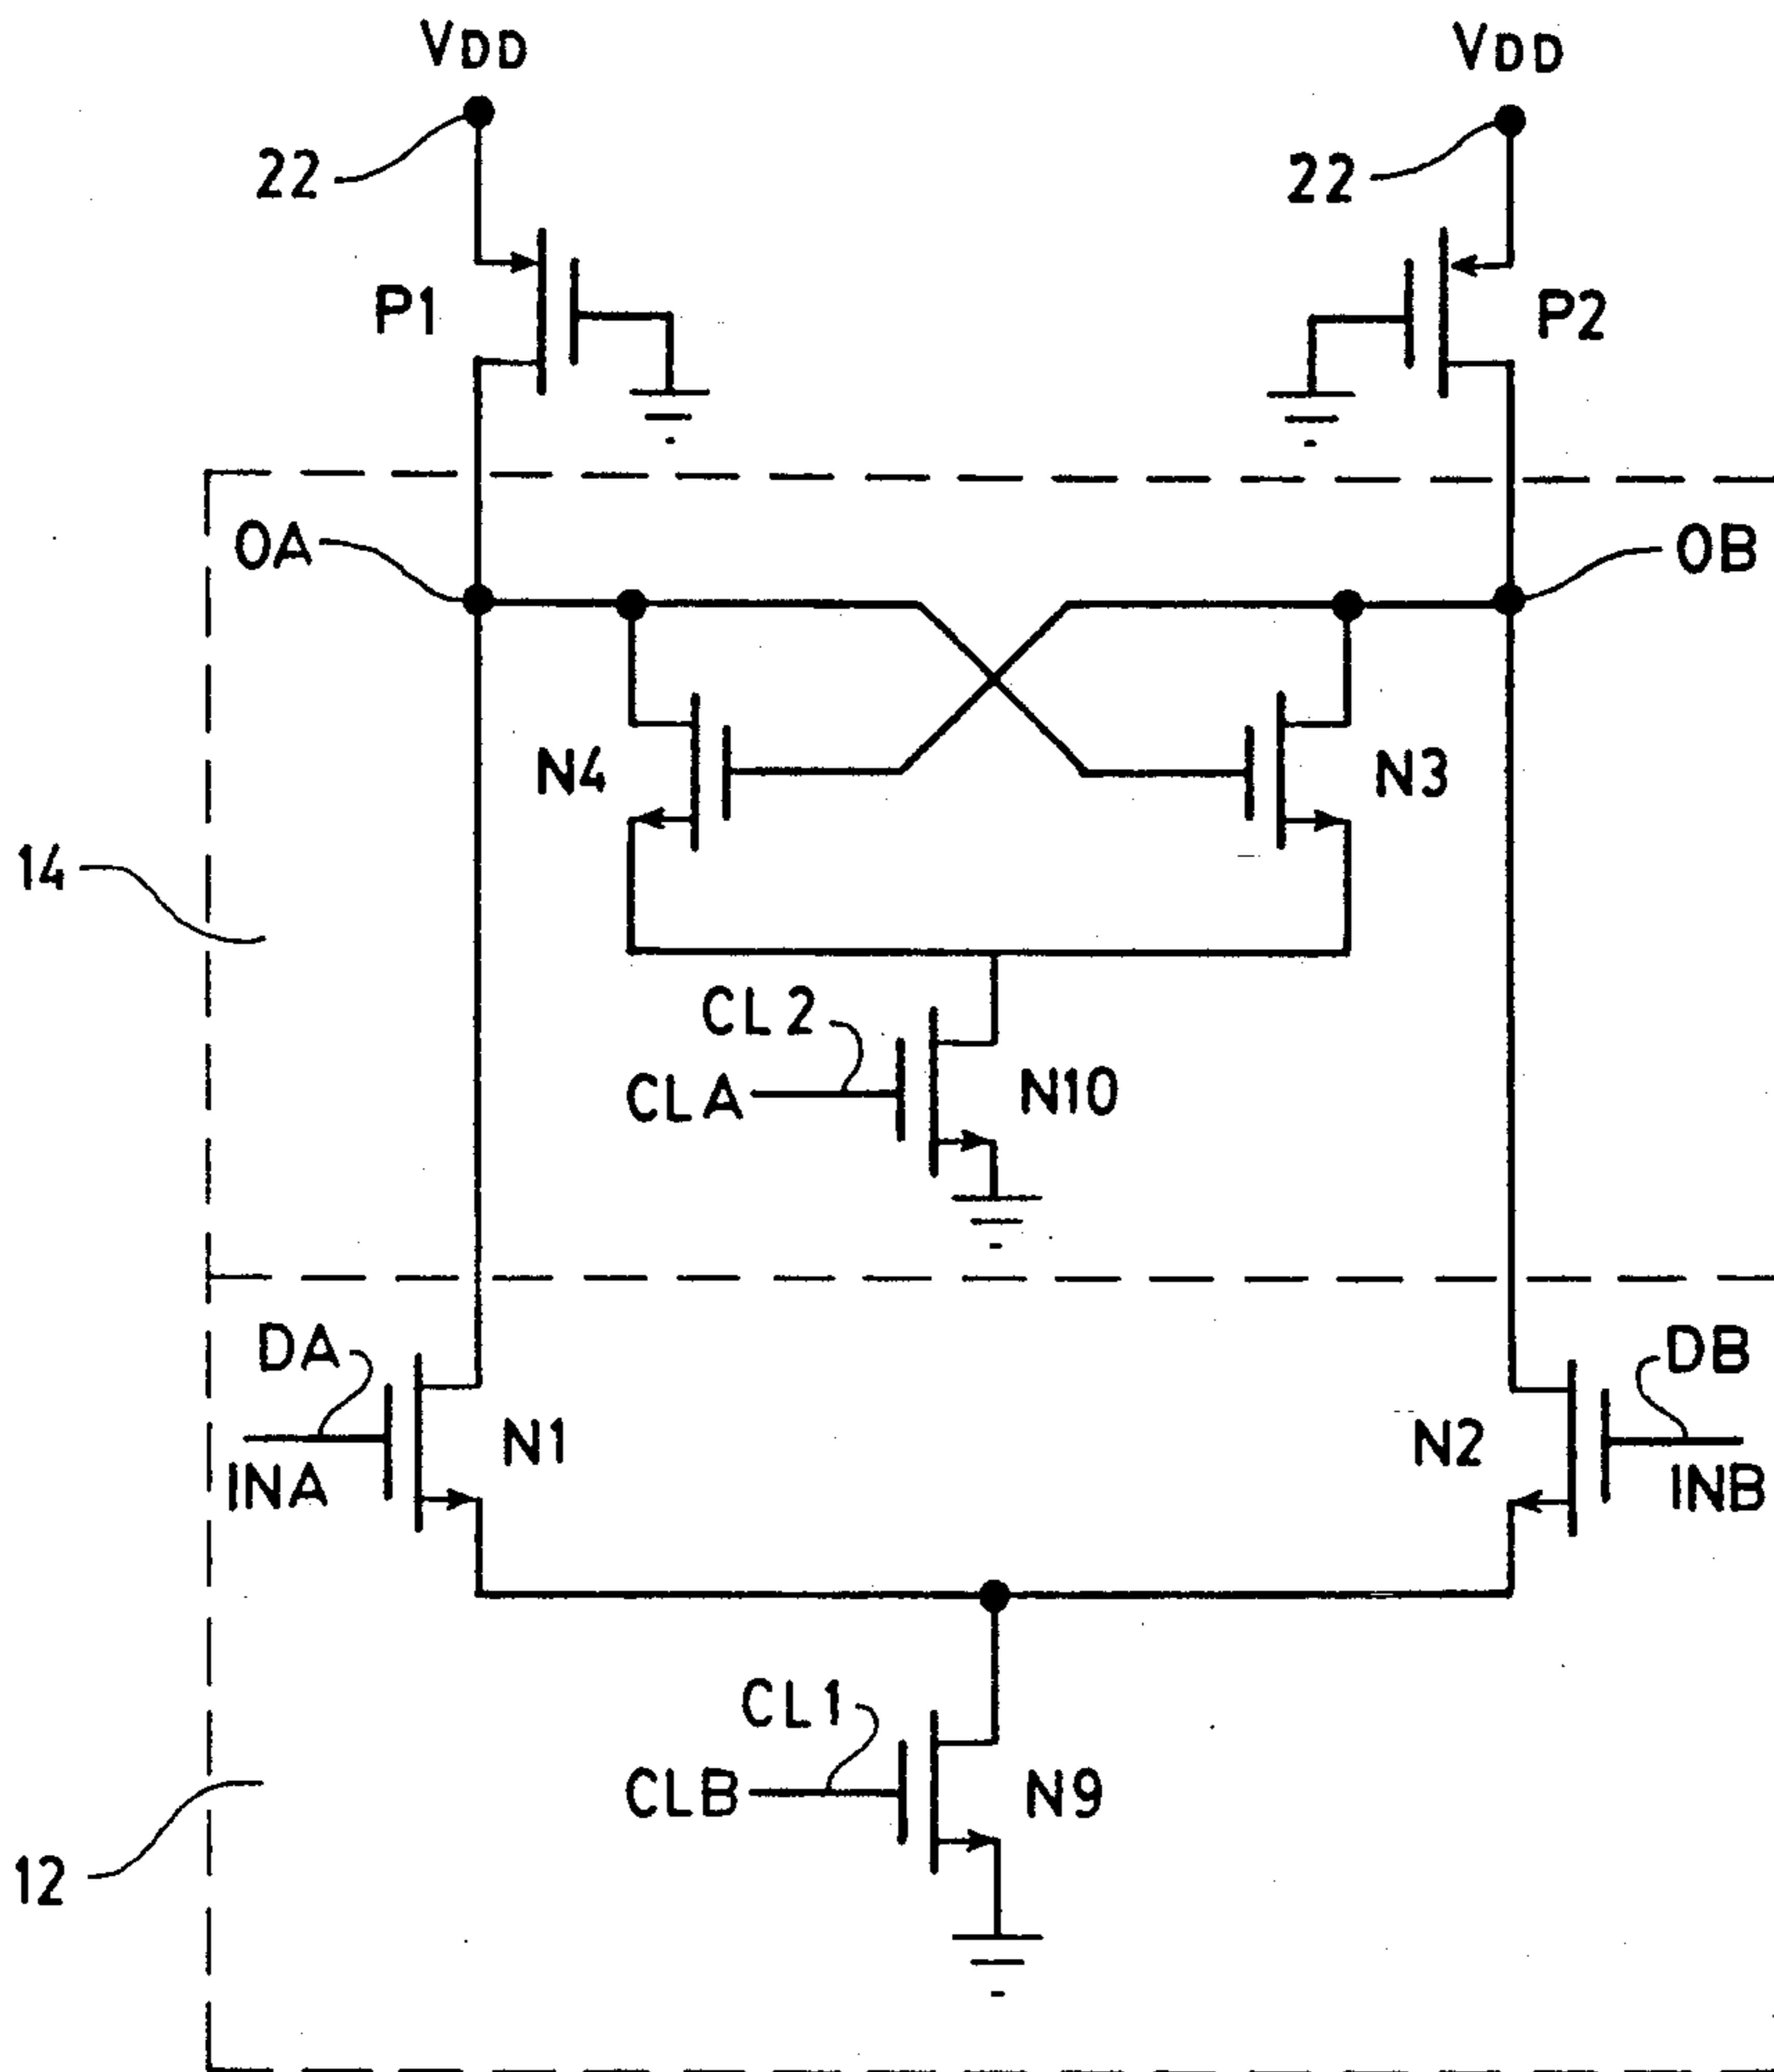 VDD VDD
22 22
P1 P2
OA OB
N4 N3
14
CL2
CLA N10
DA DB
N1 N2
INA INB
CL1
CLB N9
12